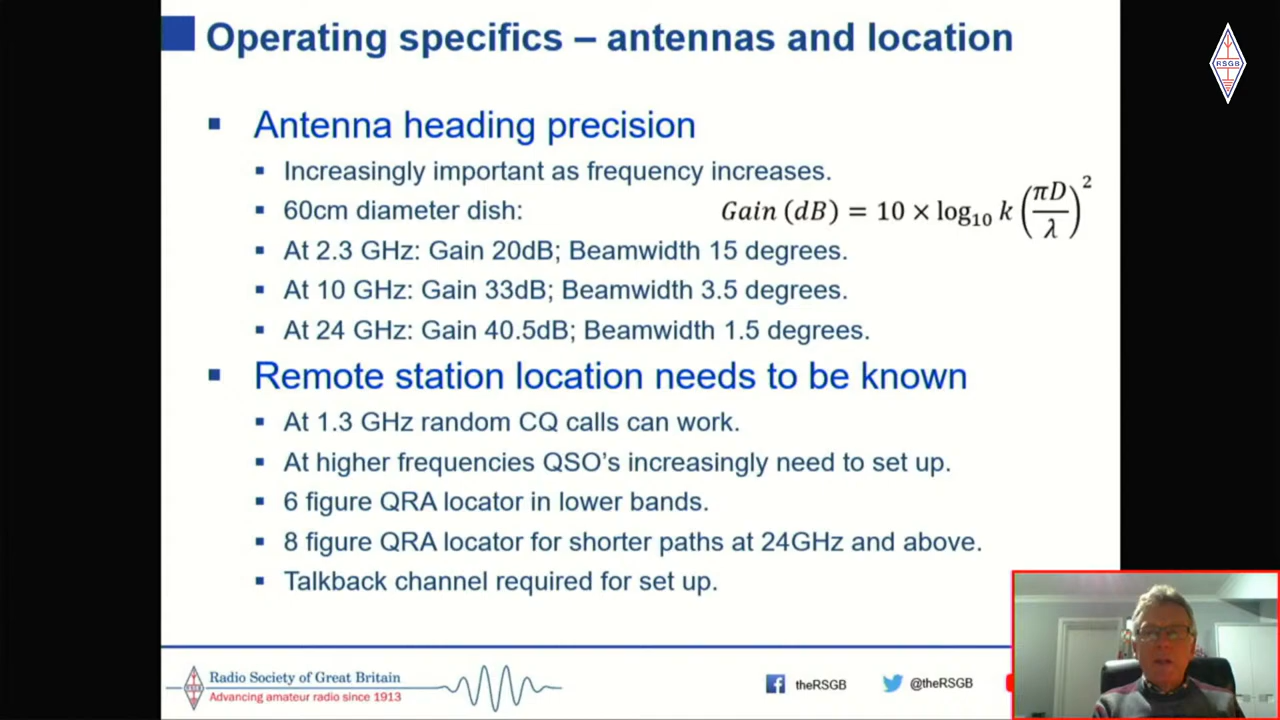 Operating specifics – antennas and location
RSGB
Antenna heading precision
Increasingly important as frequency increases.
60cm diameter dish:
Gain (dB) = 10 × log₁₀ k (πD/λ)²
At 2.3 GHz: Gain 20dB; Beamwidth 15 degrees.
At 10 GHz: Gain 33dB; Beamwidth 3.5 degrees.
At 24 GHz: Gain 40.5dB; Beamwidth 1.5 degrees.
Remote station location needs to be known
At 1.3 GHz random CQ calls can work.
At higher frequencies QSO’s increasingly need to set up.
6 figure QRA locator in lower bands.
8 figure QRA locator for shorter paths at 24GHz and above.
Talkback channel required for set up.
Radio Society of Great Britain
Advancing amateur radio since 1913
theRSGB
@theRSGB